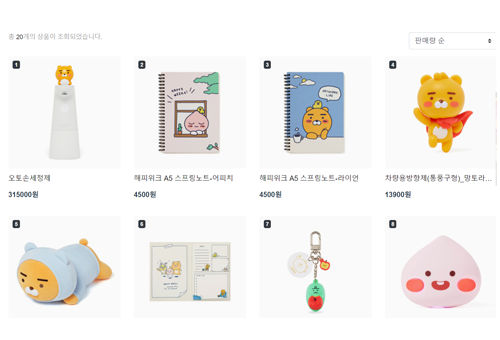 총 20개의 상품이 조회되었습니다.
판매량 순
1
2
3
4
오토손세정제
해피위크 A5 스프링노트-어피치
해피위크 A5 스프링노트-라이언
차량용방향제(통풍구형)_망토라...
315000원
4500원
4500원
13900원
5
6
7
8